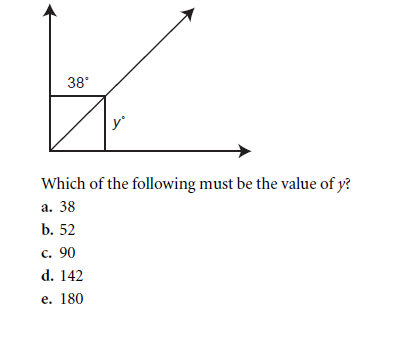 38°
y°
Which of the following must be the value of y?
a. 38
b. 52
c. 90
d. 142
e. 180